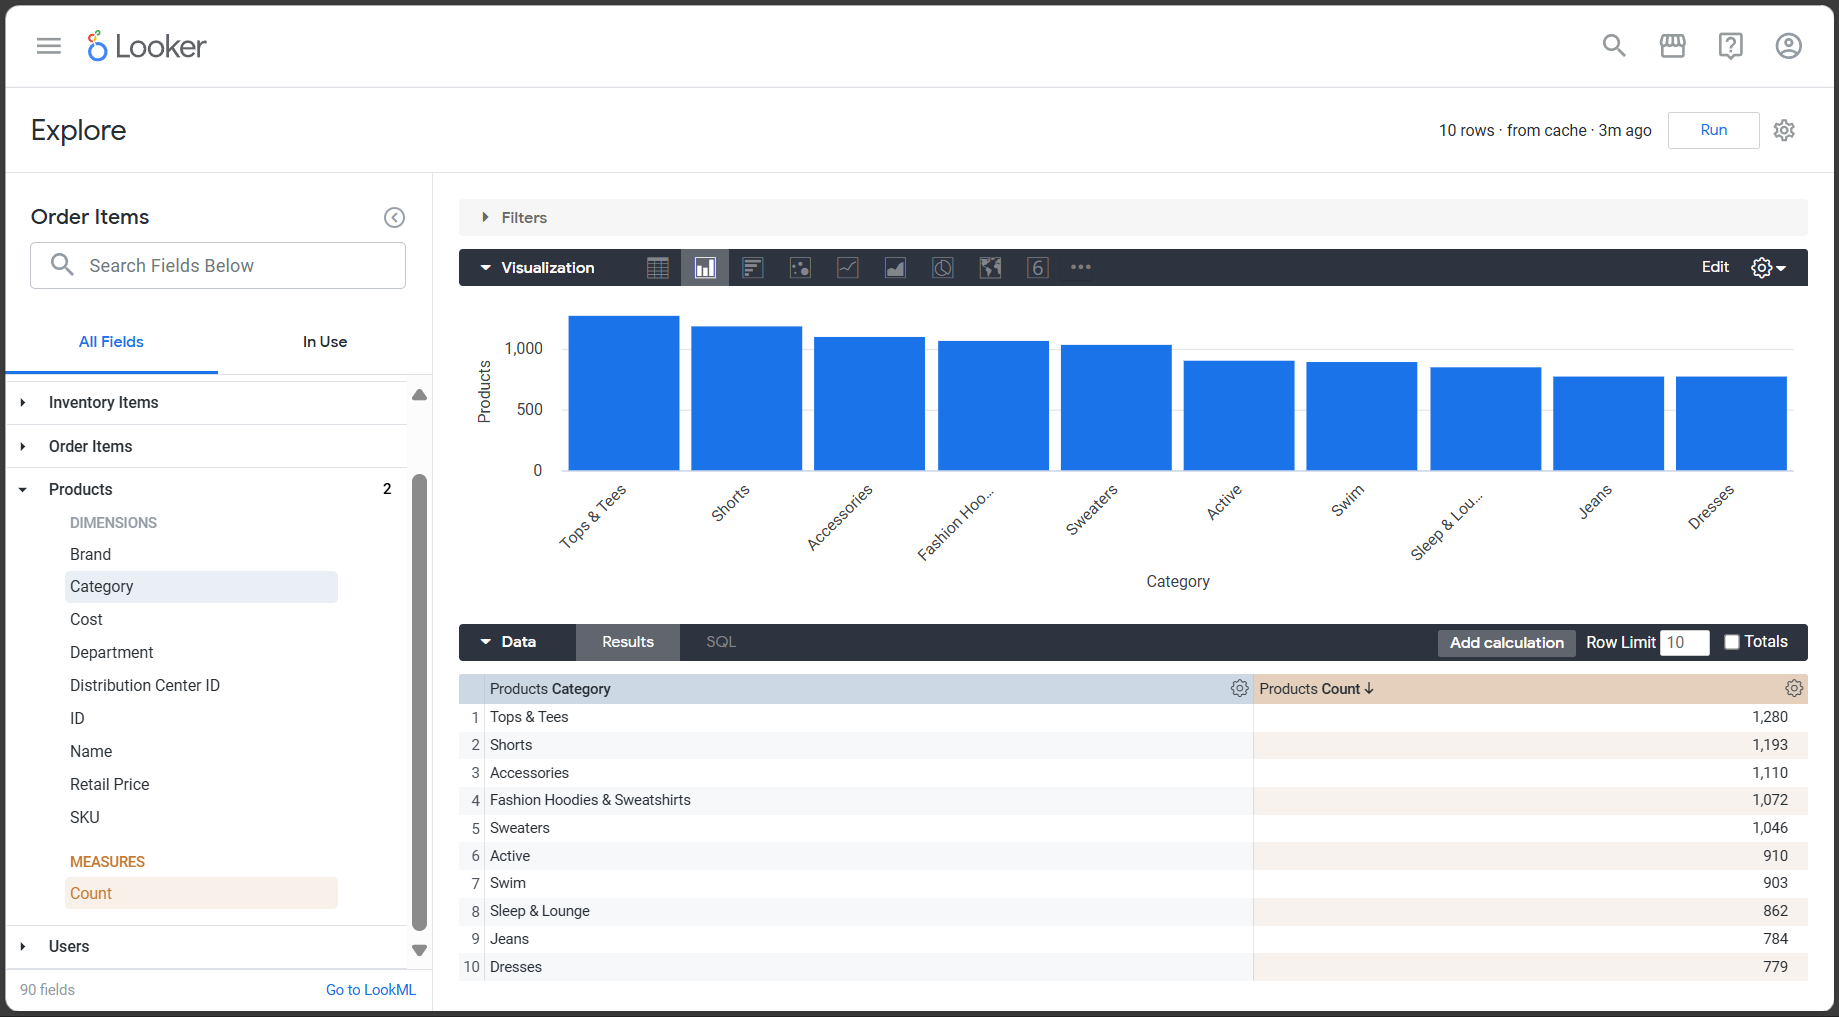 Looker
Explore
10 rows · from cache · 3m ago
Run
Order Items
Search Fields Below
All Fields
In Use
Inventory Items
Order Items
Products 2
DIMENSIONS
Brand
Category
Cost
Department
Distribution Center ID
ID
Name
Retail Price
SKU
MEASURES
Count
Users
90 fields
Go to LookML
Filters
Visualization
6
Edit
Products
1,000
500
0
Tops & Tees
Shorts
Accessories
Fashion Hoo...
Sweaters
Active
Swim
Sleep & Lou...
Jeans
Dresses
Category
Data
Results
SQL
Add calculation
Row Limit 10
Totals
Products Category
Products Count ↓
1 Tops & Tees 1,280
2 Shorts 1,193
3 Accessories 1,110
4 Fashion Hoodies & Sweatshirts 1,072
5 Sweaters 1,046
6 Active 910
7 Swim 903
8 Sleep & Lounge 862
9 Jeans 784
10 Dresses 779